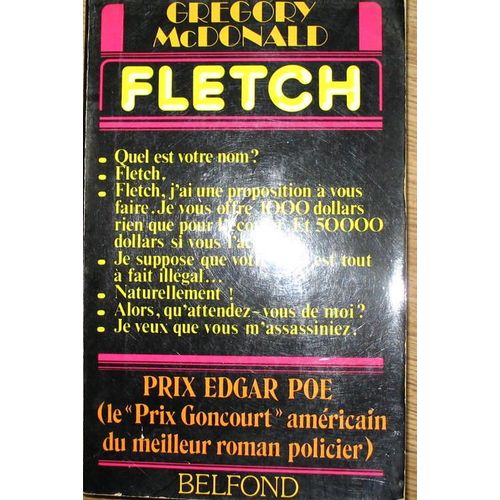 GREGORY
McDONALD
FLETCH
- Quel est votre nom?
- Fletch.
- Fletch, j'ai une proposition à vous
faire. Je vous offre 1000 dollars
rien que pour Et 50000
dollars si vous
- Je suppose que est tout
à fait illégal...
- Naturellement !
- Alors, qu'attendez-vous de moi?
- Je veux que vous m'assassiniez.
PRIX EDGAR POE
(le "Prix Goncourt" américain
du meilleur roman policier)
BELFOND